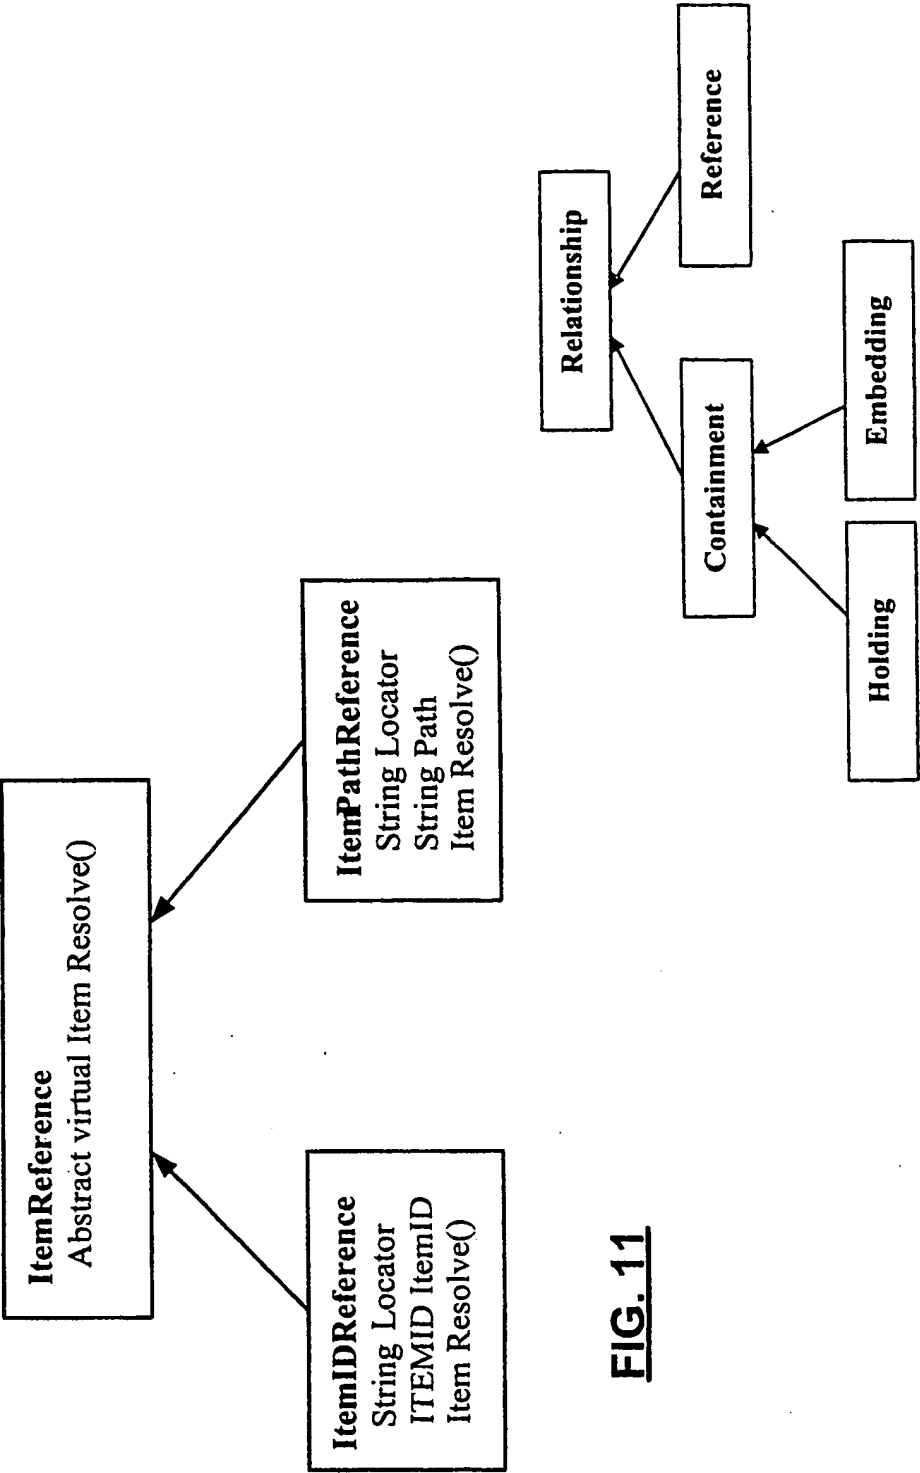 ItemReference
Abstract virtual Item Resolve()
ItemIDReference
String Locator
ITEMID ItemID
Item Resolve()
ItemPathReference
String Locator
String Path
Item Resolve()
Relationship
Containment
Reference
Holding
Embedding
FIG. 11